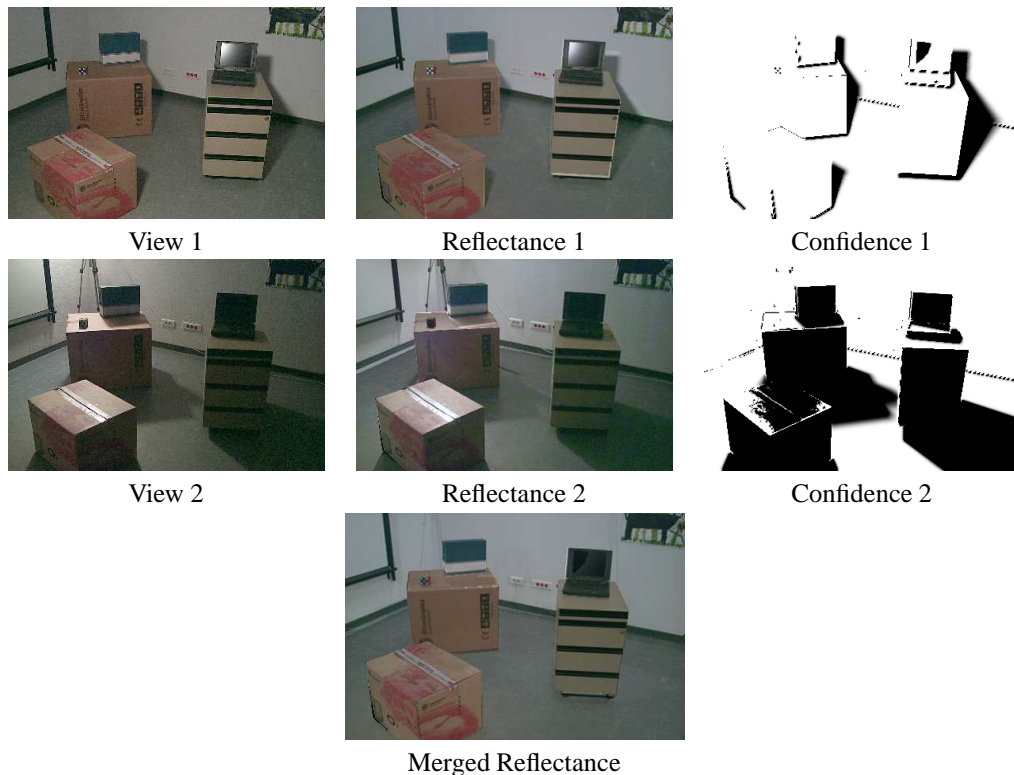 View 1
Reflectance 1
Confidence 1
View 2
Reflectance 2
Confidence 2
Merged Reflectance